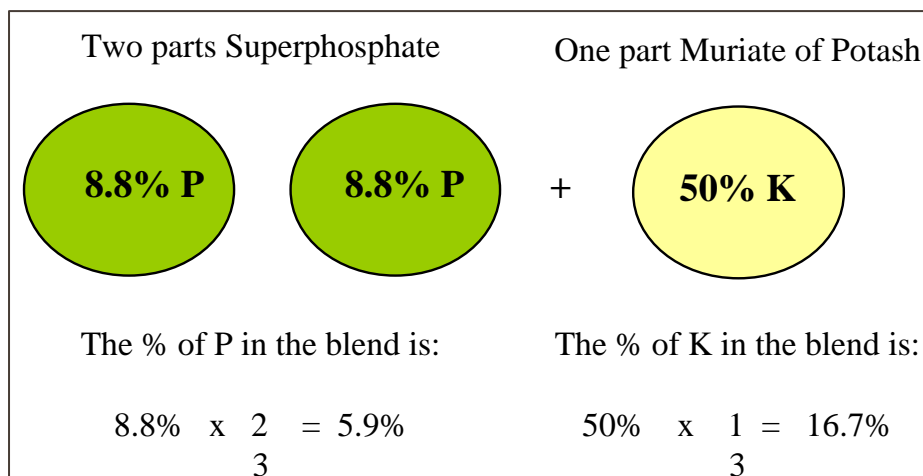 Two parts Superphosphate One part Muriate of Potash
8.8% P 8.8% P + 50% K
The % of P in the blend is: The % of K in the blend is:
8.8% x 2 = 5.9% 50% x 1 = 16.7%
3 3